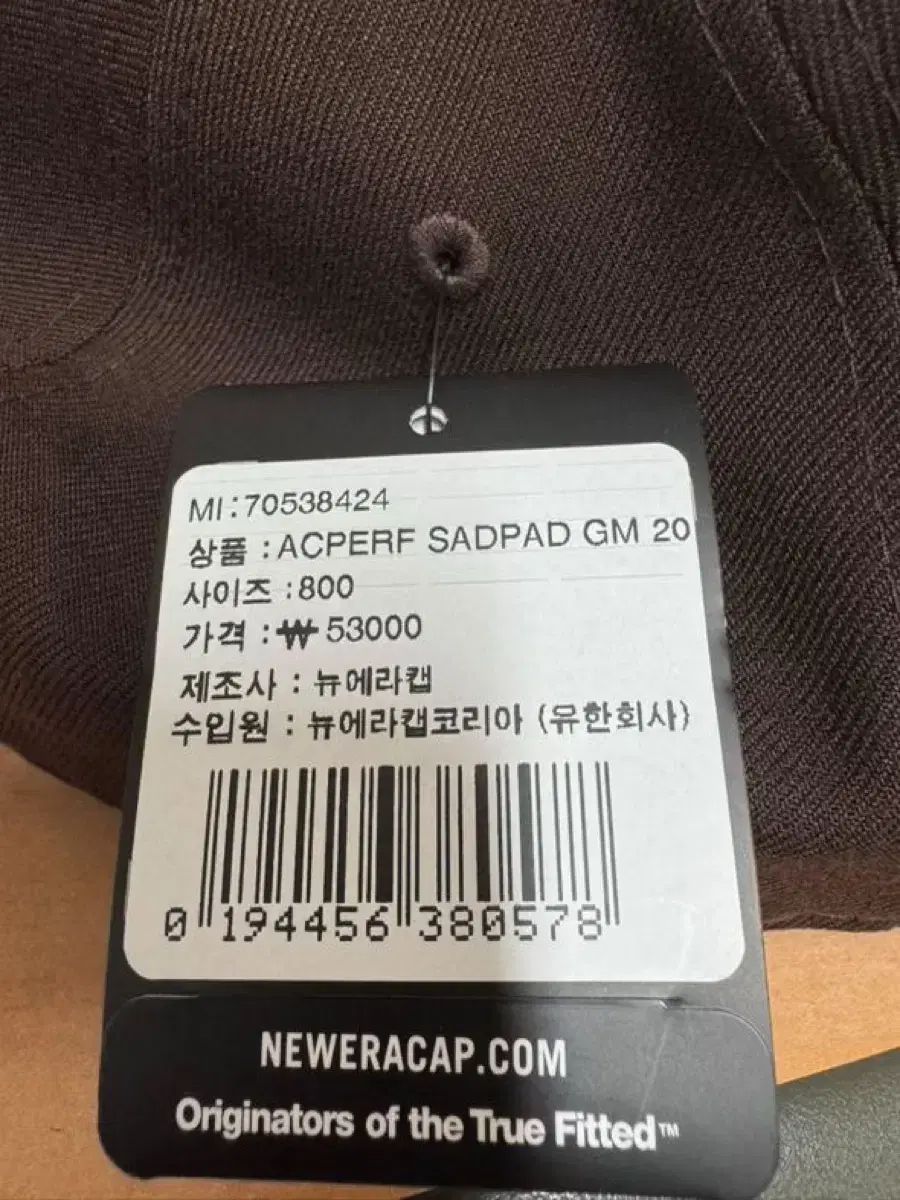 MI:70538424
상품 :ACPERF SADPAD GM 20
사이즈 :800
가격 :₩ 53000
제조사 : 뉴에라캡
수입원 : 뉴에라캡코리아 (유한회사)
0 194456 380578
NEWERACAP.COM
Originators of the True Fitted™